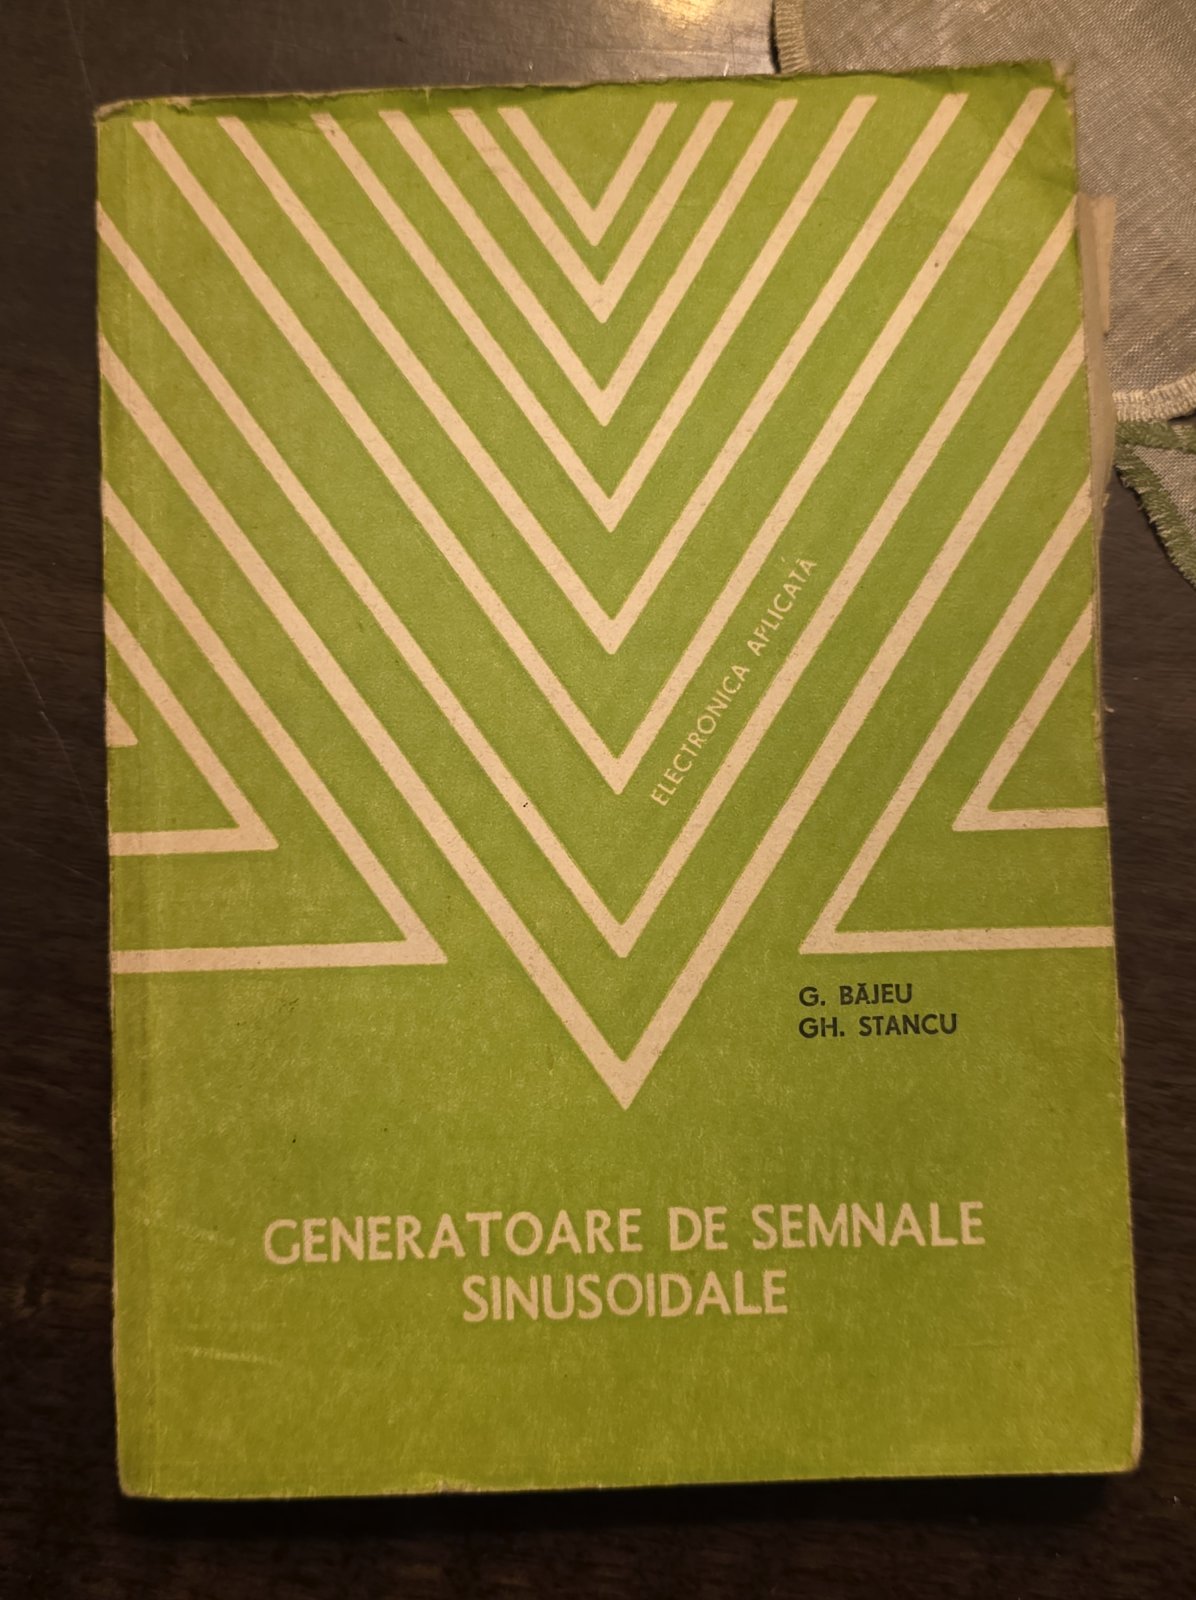 ELECTRONICA APLICATĂ
G. BĂJEU
GH. STANCU
GENERATOARE DE SEMNALE
SINUSOIDALE